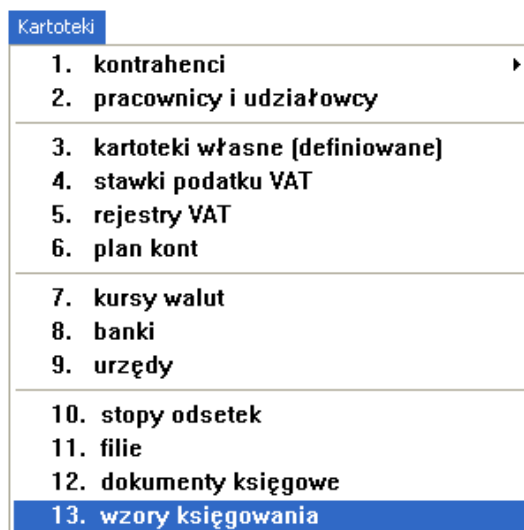 Kartoteki
1. kontrahenci
2. pracownicy i udziałowcy
3. kartoteki własne (definiowane)
4. stawki podatku VAT
5. rejestry VAT
6. plan kont
7. kursy walut
8. banki
9. urzędy
10. stopy odsetek
11. filie
12. dokumenty księgowe
13. wzory księgowania